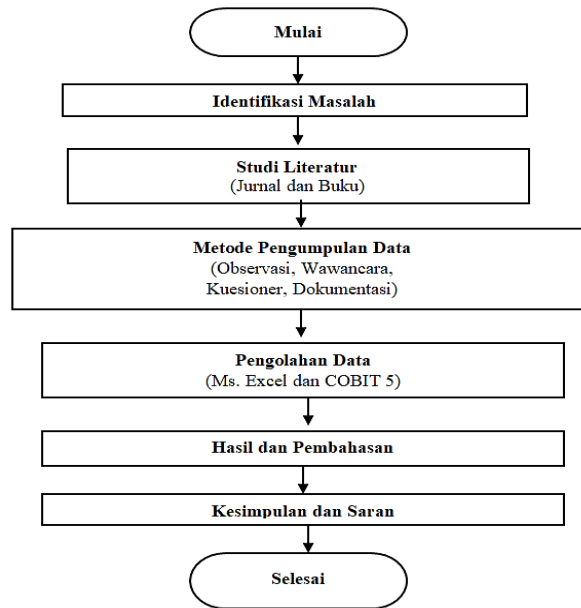 Mulai
Identifikasi Masalah
Studi Literatur
(Jurnal dan Buku)
Metode Pengumpulan Data
(Observasi, Wawancara,
Kuesioner, Dokumentasi)
Pengolahan Data
(Ms. Excel dan COBIT 5)
Hasil dan Pembahasan
Kesimpulan dan Saran
Selesai